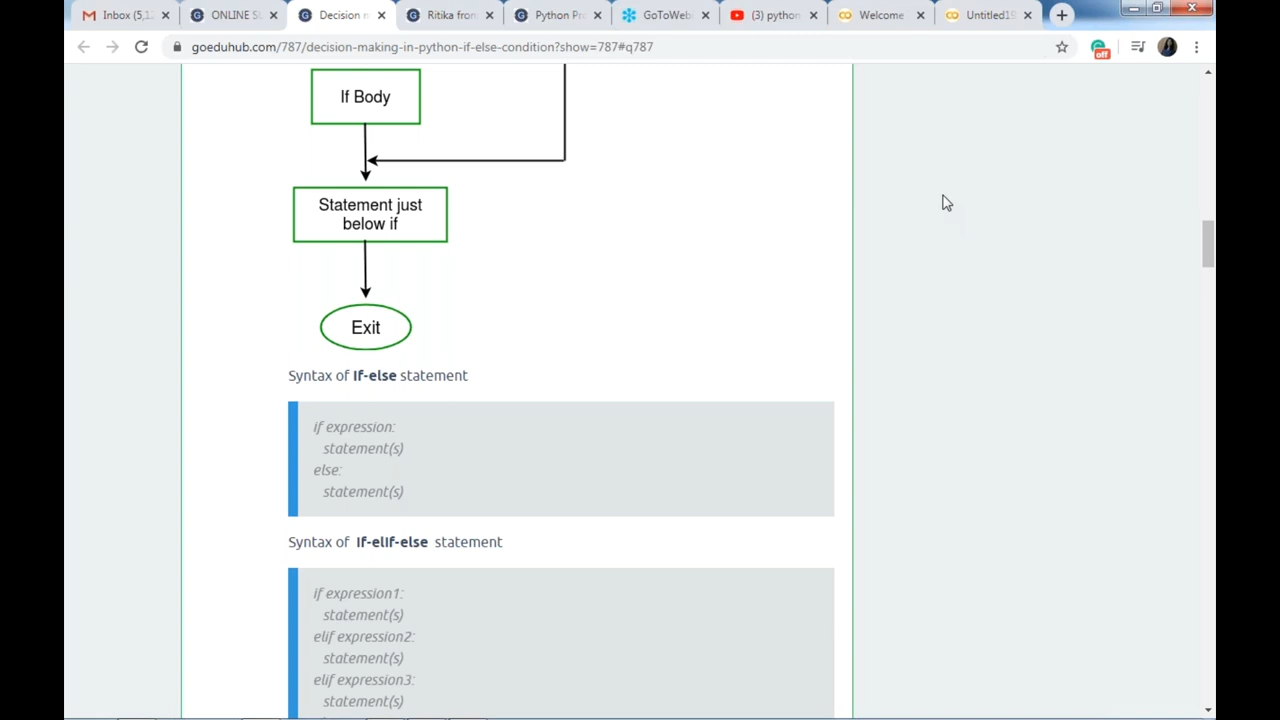 Inbox (5,1
ONLINE S
Decision n
Ritika fron
Python Pr
GoToWeb
(3) python
Welcome
Untitled19
goeduhub.com/787/decision-making-in-python-if-else-condition?show=787#q787
off
If Body
Statement just
below if
Exit
Syntax of If-else statement
if expression:
statement(s)
else:
statement(s)
Syntax of If-elif-else statement
if expression1:
statement(s)
elif expression2:
statement(s)
elif expression3:
statement(s)